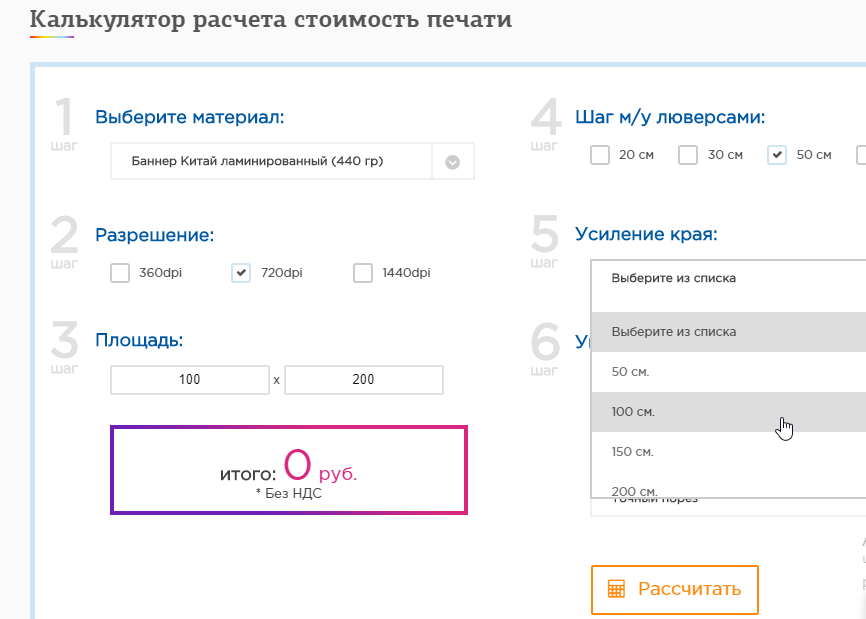 Калькулятор расчета стоимость печати
1
шаг
Выберите материал:
Баннер Китай ламинированный (440 гр)
2
шаг
Разрешение:
360dpi 720dpi 1440dpi
3
шаг
Площадь:
100 x 200
итого: 0 руб.
* Без НДС
4
шаг
Шаг м/у люверсами:
20 см 30 см 50 см
5
шаг
Усиление края:
Выберите из списка
Выберите из списка
50 см.
100 см.
150 см.
200 см.
6
шаг
Точный порез
Рассчитать